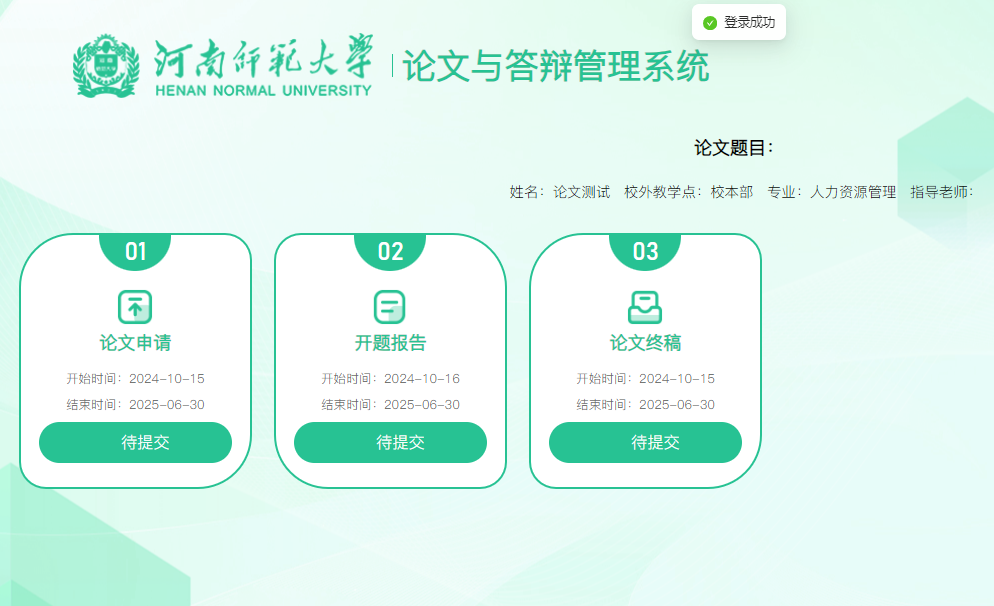 登录成功
河南师范大学
HENAN NORMAL UNIVERSITY
论文与答辩管理系统
论文题目：
姓名：论文测试 校外教学点：校本部 专业：人力资源管理 指导老师：
01
论文申请
开始时间：2024-10-15
结束时间：2025-06-30
待提交
02
开题报告
开始时间：2024-10-16
结束时间：2025-06-30
待提交
03
论文终稿
开始时间：2024-10-15
结束时间：2025-06-30
待提交